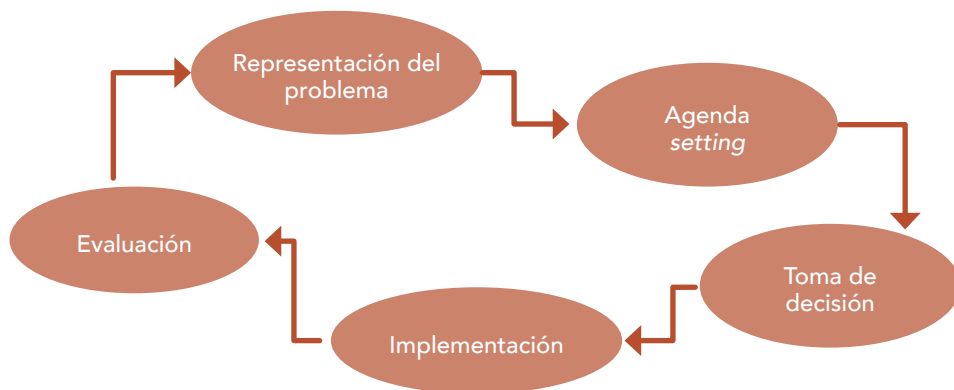 Representación del
problema
Agenda
setting
Toma de
decisión
Implementación
Evaluación